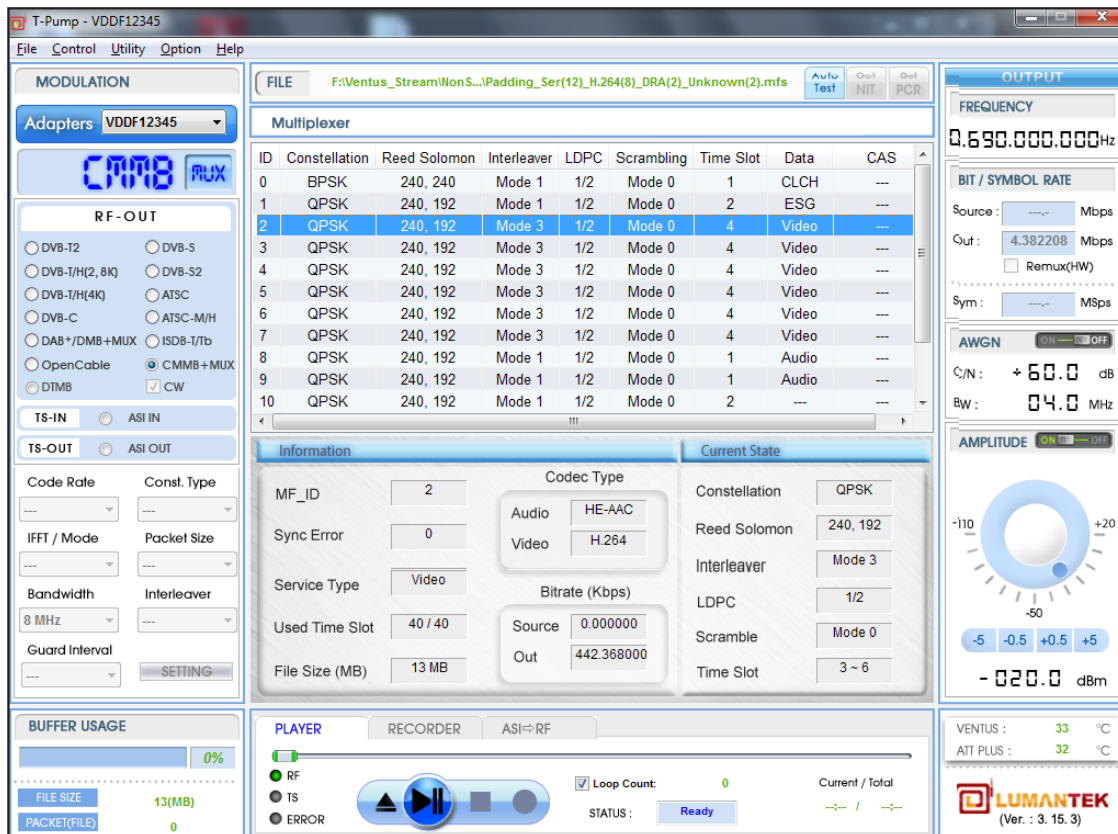 T-Pump - VDDF12345
File Control Utility Option Help
MODULATION
Adapters VDDF12345
CMMB MUX
RF-OUT
DVB-T2 DVB-S
DVB-T/H(2, 8K) DVB-S2
DVB-T/H(4K) ATSC
DVB-C ATSC-M/H
DAB+/DMB+MUX ISDB-T/Tb
OpenCable CMMB+MUX
DTMB CW
TS-IN ASI IN
TS-OUT ASI OUT
Code Rate Const. Type
--- ---
IFFT / Mode Packet Size
--- ---
Bandwidth Interleaver
8 MHz ---
Guard Interval
--- SETTING
FILE F:\Ventus_Stream\NonS...\Padding_Ser(12)_H.264(8)_DRA(2)_Unknown(2).mfs
Auto Test Out NIT Out PCR
Multiplexer
ID Constellation Reed Solomon Interleaver LDPC Scrambling Time Slot Data CAS
0 BPSK 240, 240 Mode 1 1/2 Mode 0 1 CLCH ---
1 QPSK 240, 192 Mode 1 1/2 Mode 0 2 ESG ---
2 QPSK 240, 192 Mode 3 1/2 Mode 0 4 Video ---
3 QPSK 240, 192 Mode 3 1/2 Mode 0 4 Video ---
4 QPSK 240, 192 Mode 3 1/2 Mode 0 4 Video ---
5 QPSK 240, 192 Mode 3 1/2 Mode 0 4 Video ---
6 QPSK 240, 192 Mode 3 1/2 Mode 0 4 Video ---
7 QPSK 240, 192 Mode 3 1/2 Mode 0 4 Video ---
8 QPSK 240, 192 Mode 1 1/2 Mode 0 1 Audio ---
9 QPSK 240, 192 Mode 1 1/2 Mode 0 1 Audio ---
10 QPSK 240, 192 Mode 1 1/2 Mode 0 2 --- ---
Information
MF_ID 2
Sync Error 0
Service Type Video
Used Time Slot 40 / 40
File Size (MB) 13 MB
Codec Type
Audio HE-AAC
Video H.264
Bitrate (Kbps)
Source 0.000000
Out 442.368000
Current State
Constellation QPSK
Reed Solomon 240, 192
Interleaver Mode 3
LDPC 1/2
Scramble Mode 0
Time Slot 3 ~ 6
OUTPUT
FREQUENCY
0.690.000.000Hz
BIT / SYMBOL RATE
Source : ---.- Mbps
Out : 4.382208 Mbps
Remux(HW)
Sym : ---.- MSps
AWGN ON OFF
C/N : +60.0 dB
BW : 04.0 MHz
AMPLITUDE ON OFF
-110 +20
-50
-5 -0.5 +0.5 +5
-020.0 dBm
BUFFER USAGE
0%
FILE SIZE 13(MB)
PACKET(FILE) 0
PLAYER RECORDER ASI⇨RF
RF
TS
ERROR
Loop Count: 0
STATUS : Ready
Current / Total
--:-- / --:--
VENTUS : 33 °C
ATT PLUS : 32 °C
LUMANTEK
(Ver. : 3. 15. 3)